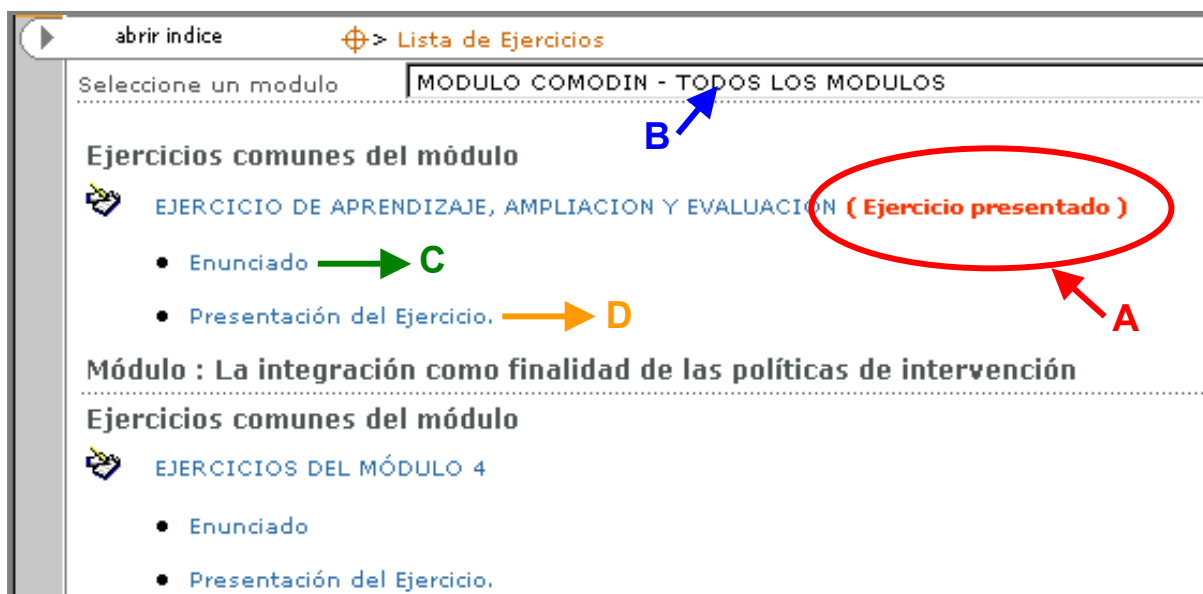 abrir indice > Lista de Ejercicios
Seleccione un modulo MODULO COMODIN - TODOS LOS MODULOS
B
Ejercicios comunes del módulo
EJERCICIO DE APRENDIZAJE, AMPLIACION Y EVALUACION ( Ejercicio presentado )
Enunciado C
Presentación del Ejercicio. D
A
Módulo : La integración como finalidad de las políticas de intervención
Ejercicios comunes del módulo
EJERCICIOS DEL MÓDULO 4
Enunciado
Presentación del Ejercicio.